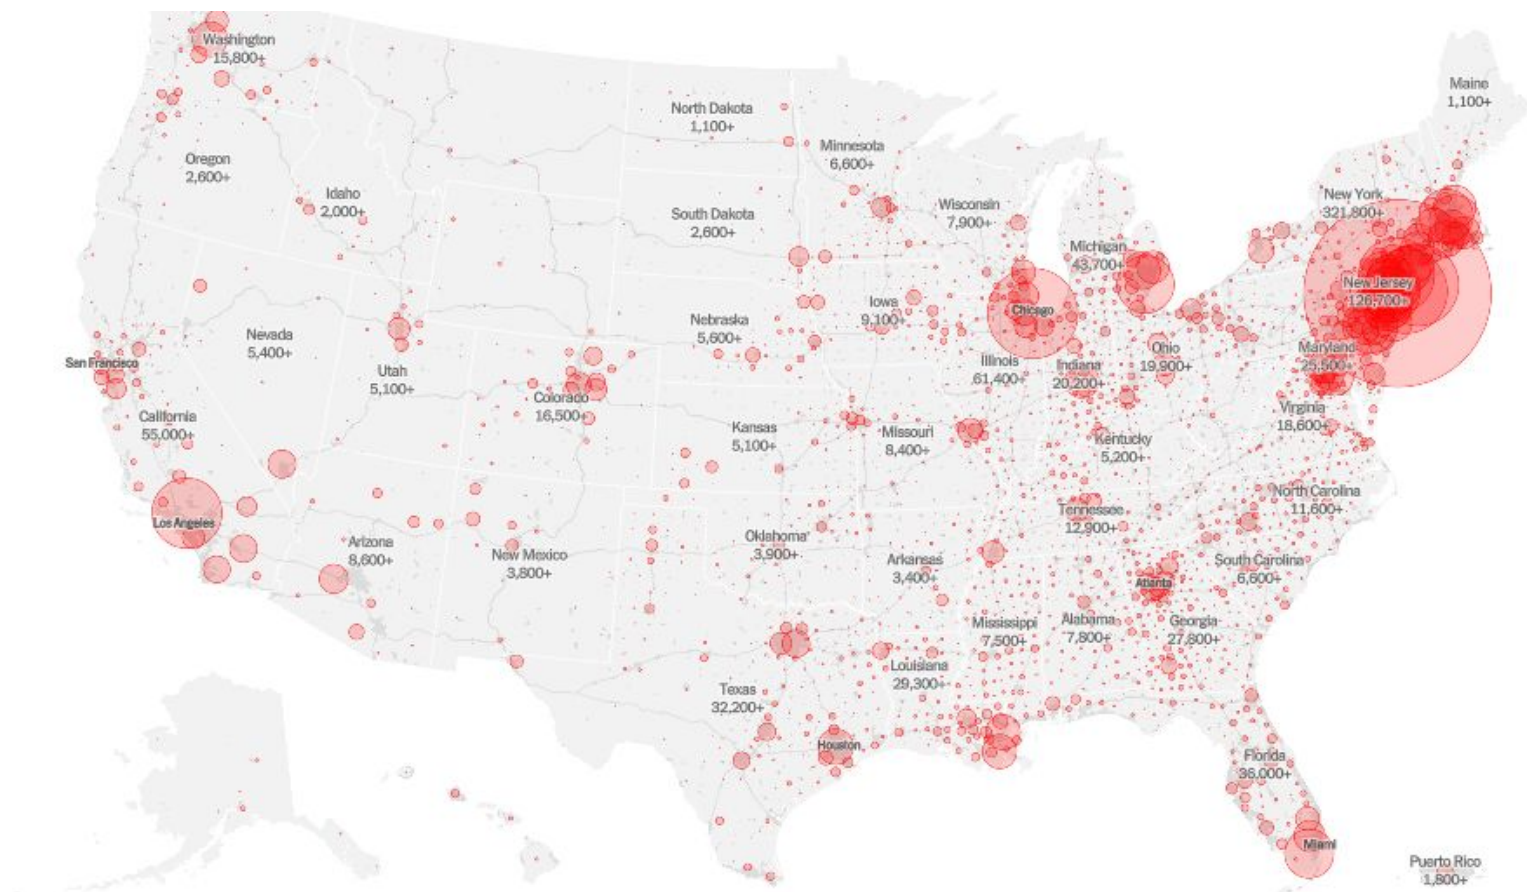 Washington
15,800+
Maine
1,100+
North Dakota
1,100+
Minnesota
6,600+
Oregon
2,600+
Idaho
2,000+
South Dakota
2,600+
Wisconsin
7,900+
New York
321,800+
Michigan
43,700+
New Jersey
126,700+
Iowa
9,100+
Chicago
Nebraska
5,600+
Nevada
5,400+
San Francisco
Utah
5,100+
Illinois
61,400+
Indiana
20,200+
Ohio
19,900+
Maryland
25,500+
Colorado
16,500+
California
55,000+
Kansas
5,100+
Missouri
8,400+
Kentucky
5,200+
Virginia
18,600+
Los Angeles
Arizona
8,600+
New Mexico
3,800+
Oklahoma
3,900+
Arkansas
3,400+
Tennessee
12,900+
North Carolina
11,600+
South Carolina
6,600+
Atlanta
Mississippi
7,500+
Alabama
7,800+
Georgia
27,800+
Texas
32,200+
Louisiana
29,300+
Houston
Florida
36,000+
Miami
Puerto Rico
1,800+